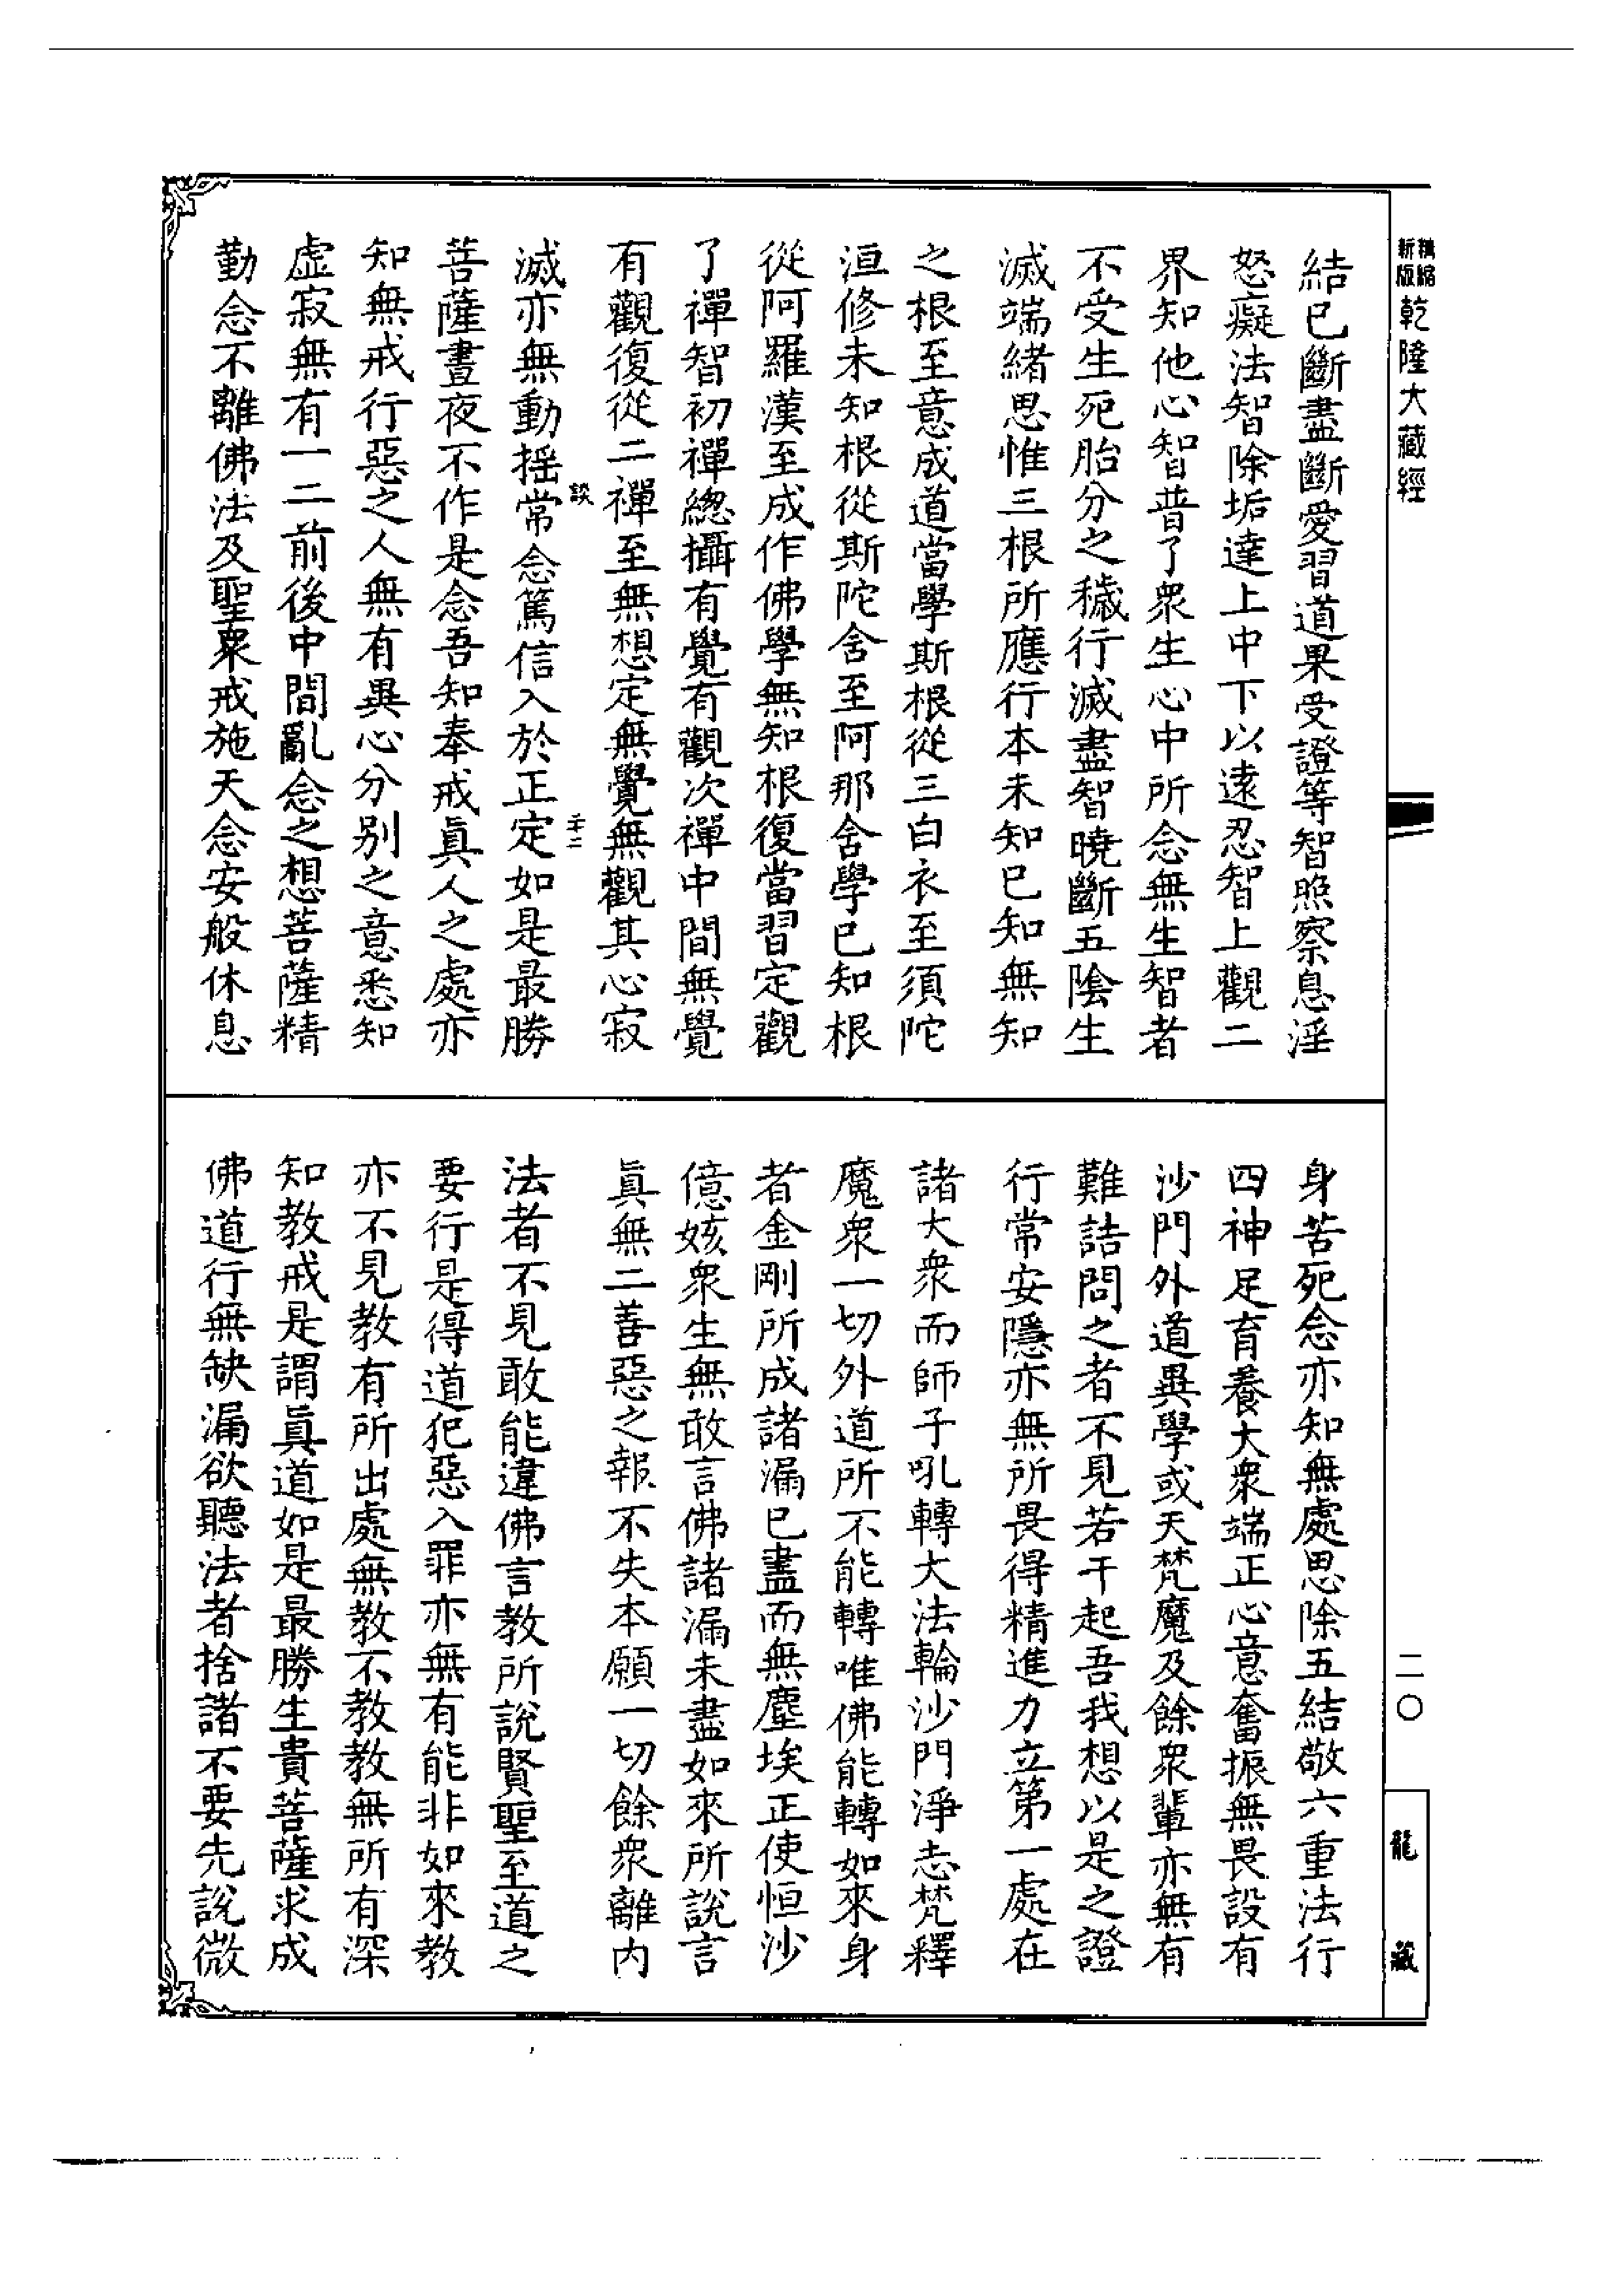 精縮新版乾隆大藏經
結已斷盡斷愛習道果受證等智照察息淫
怒癡法智除垢達上中下以遠忍智上觀二
界知他心智普了衆生心中所念無生智者
不受生死胎分之穢行滅盡智曉斷五陰生
滅端緒思惟三根所應行本未知已知無知
之根至意成道當學斯根從三白衣至須陀
洹修未知根從斯陀含至阿那含學已知根
從阿羅漢至成作佛學無知根復當習定觀
了禪智初禪總攝有覺有觀次禪中間無覺
有觀復從二禪至無想定無覺無觀其心寂
談
滅亦無動搖常念篤信入於正定如是最勝
菩薩晝夜不作是念吾知奉戒真人之處亦
知無戒行惡之人無有異心分別之意悉知
虛寂無有一二前後中間亂念之想菩薩精
勤念不離佛法及聖衆戒施天念安般休息
身苦死念亦知無處思除五結敬六重法行
四神足育養大衆端正心意奮振無畏設有
沙門外道異學或天梵魔及餘衆輩亦無有
難詰問之者不見若干起吾我想以是之證
行常安隱亦無所畏得精進力立第一處在
諸大衆而師子吼轉大法輪沙門淨志梵釋
魔衆一切外道所不能轉唯佛能轉如來身
者金剛所成諸漏已盡而無塵埃正使恒沙
億姟衆生無敢言佛諸漏未盡如來所說言
真無二善惡之報不失本願一切餘衆離內
法者不見敢能違佛言教所說賢聖至道之
要行是得道犯惡入罪亦無有能非如來教
亦不見教有所出處無教不教教無所有深
知教戒是謂真道如是最勝生貴菩薩求成
佛道行無缺漏欲聽法者捨諸不要先說微
二〇
龍藏